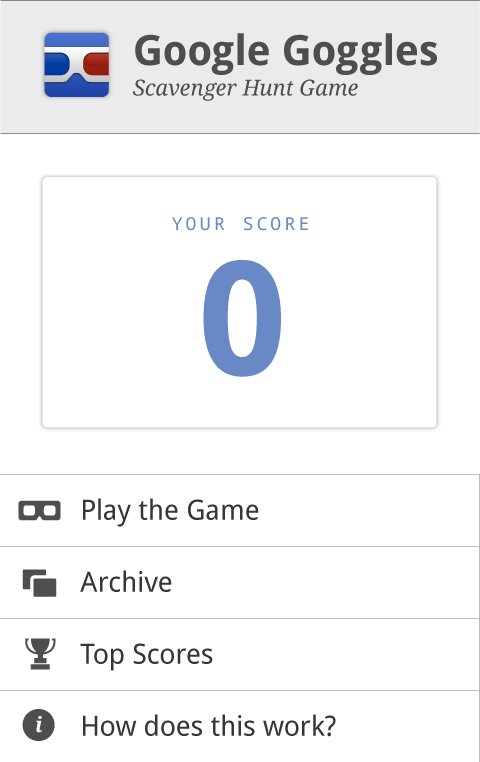 Google Goggles
Scavenger Hunt Game
YOUR SCORE
0
Play the Game
Archive
Top Scores
How does this work?